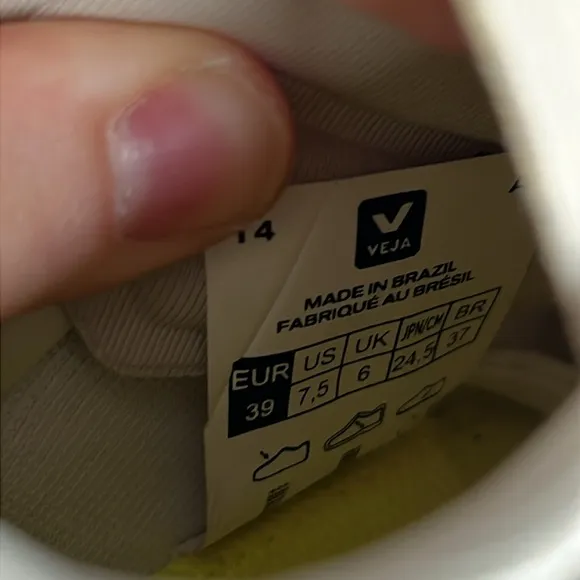 14
VEJA
MADE IN BRAZIL
FABRIQUÉ AU BRÉSIL
EUR US UK JPN/CM BR
39 7,5 6 24,5 37